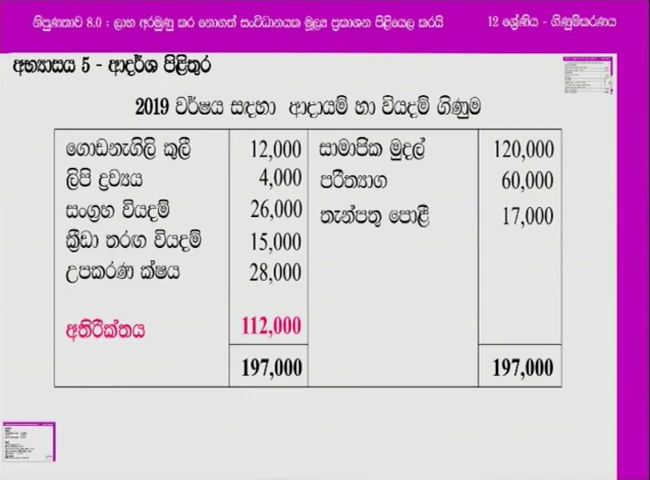 නිපුණතාව 8.0 : ලාභ අරමුණු කර නොගත් සංවිධානයක මූල්‍ය ප්‍රකාශන පිළියෙල කරයි
12 ශ්‍රේණිය - ගිණුම්කරණය
අභ්‍යාසය 5 - ආදර්ශ පිළිතුර
2019 වර්ෂය සඳහා ආදායම් හා වියදම් ගිණුම
ගොඩනැගිලි කුලී 12,000 සාමාජික මුදල් 120,000
ලිපි ද්‍රව්‍යය 4,000 පරිත්‍යාග 60,000
සංග්‍රහ වියදම් 26,000 තැන්පතු පොළී 17,000
ක්‍රීඩා තරඟ වියදම් 15,000
උපකරණ ක්ෂය 28,000
අතිරික්තය 112,000
197,000 197,000